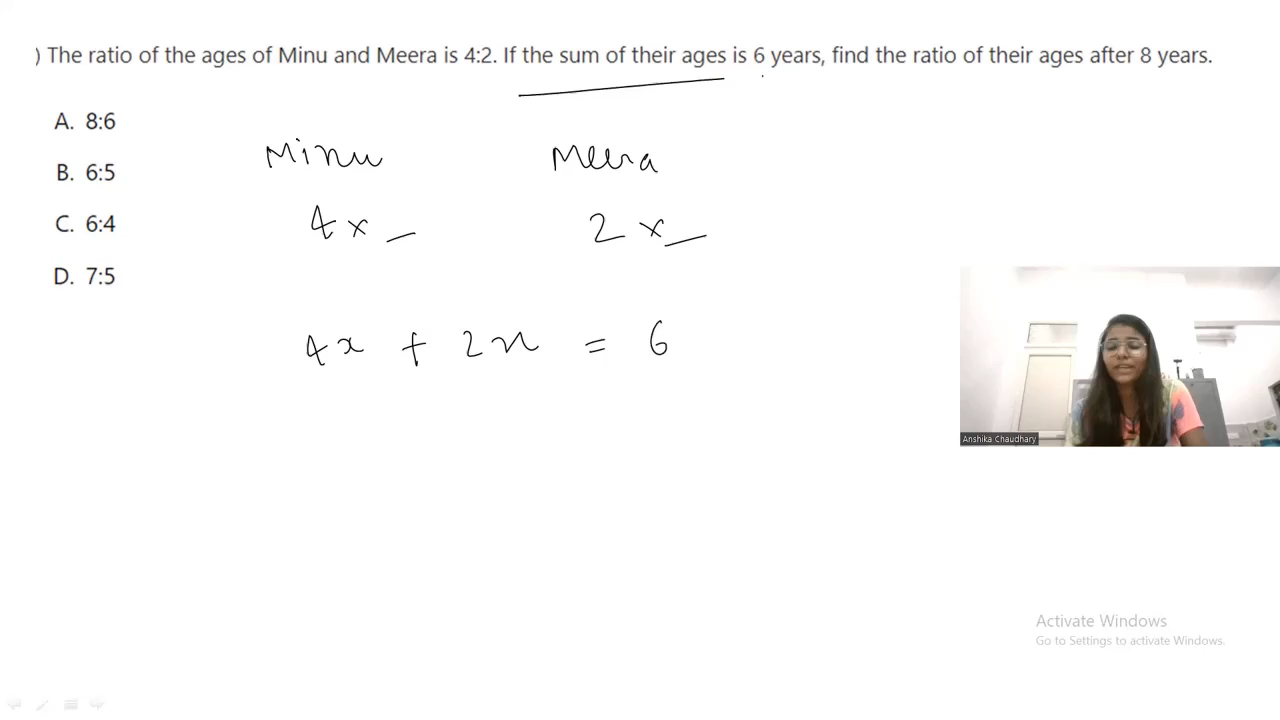 ) The ratio of the ages of Minu and Meera is 4:2. If the sum of their ages is 6 years, find the ratio of their ages after 8 years.
A. 8:6
B. 6:5
C. 6:4
D. 7:5
Minu Meera
4x 2x
4x + 2x = 6
Anshika Chaudhary
Activate Windows
Go to Settings to activate Windows.